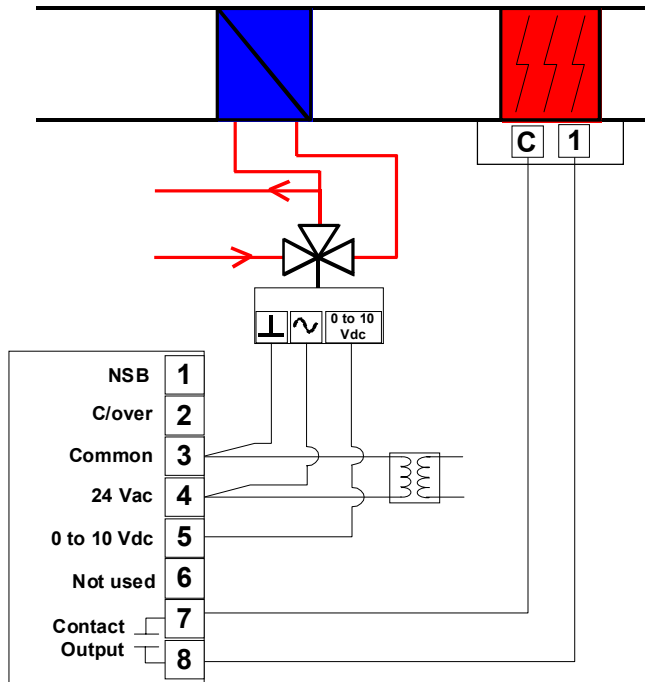 C 1
0 to 10
Vdc
NSB 1
C/over 2
Common 3
24 Vac 4
0 to 10 Vdc 5
Not used 6
Contact 7
Output 8